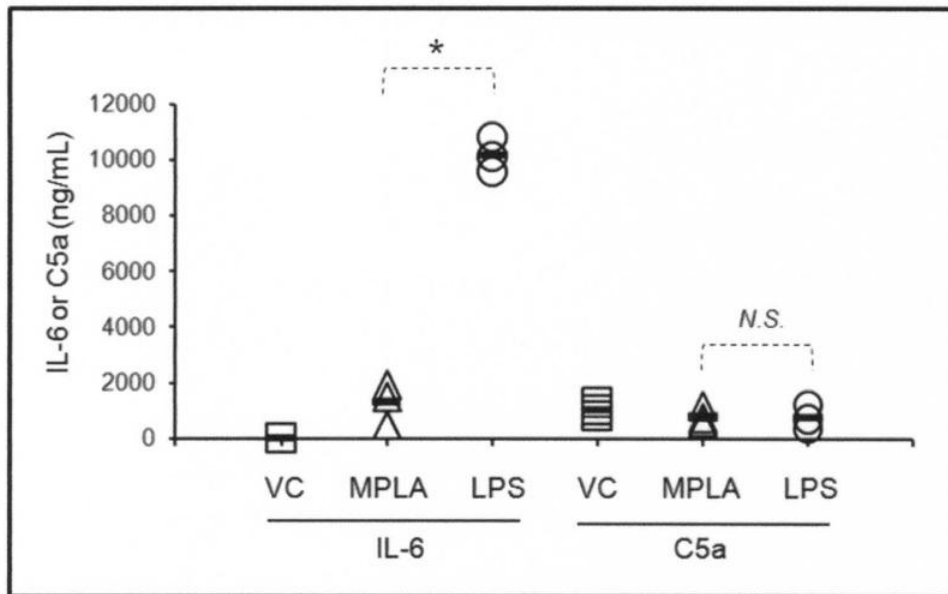 *
12000
10000
8000
6000
4000
2000
0
IL-6 or C5a (ng/mL)
N.S.
VC MPLA LPS VC MPLA LPS
IL-6 C5a